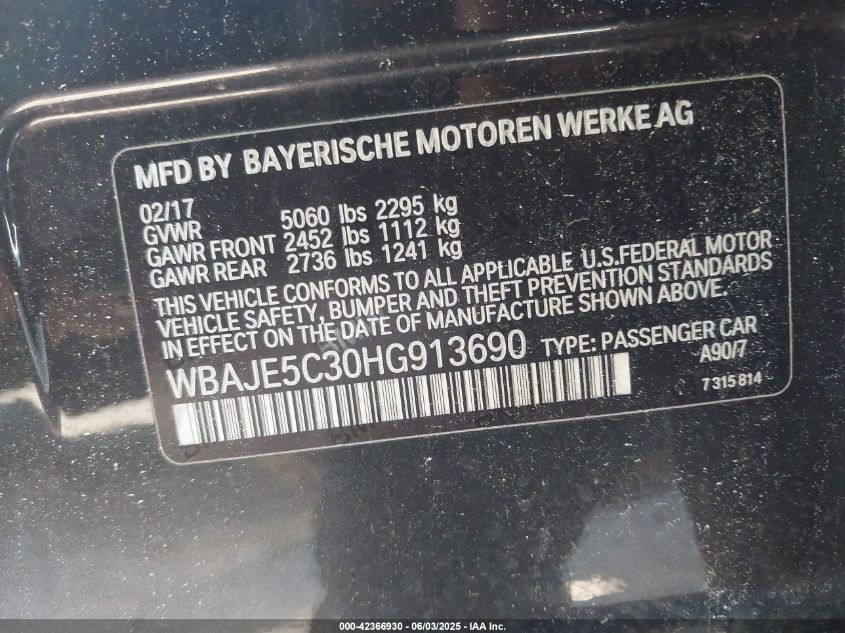 MFD BY BAYERISCHE MOTOREN WERKE AG
02/17
GVWR 5060 lbs 2295 kg
GAWR FRONT 2452 lbs 1112 kg
GAWR REAR 2736 lbs 1241 kg
THIS VEHICLE CONFORMS TO ALL APPLICABLE U.S.FEDERAL MOTOR
VEHICLE SAFETY, BUMPER AND THEFT PREVENTION STANDARDS
IN EFFECT ON THE DATE OF MANUFACTURE SHOWN ABOVE.
WBAJE5C30HG913690 TYPE: PASSENGER CAR
A90/7
7 315 814
000-42366930 - 06/03/2025 - IAA Inc.